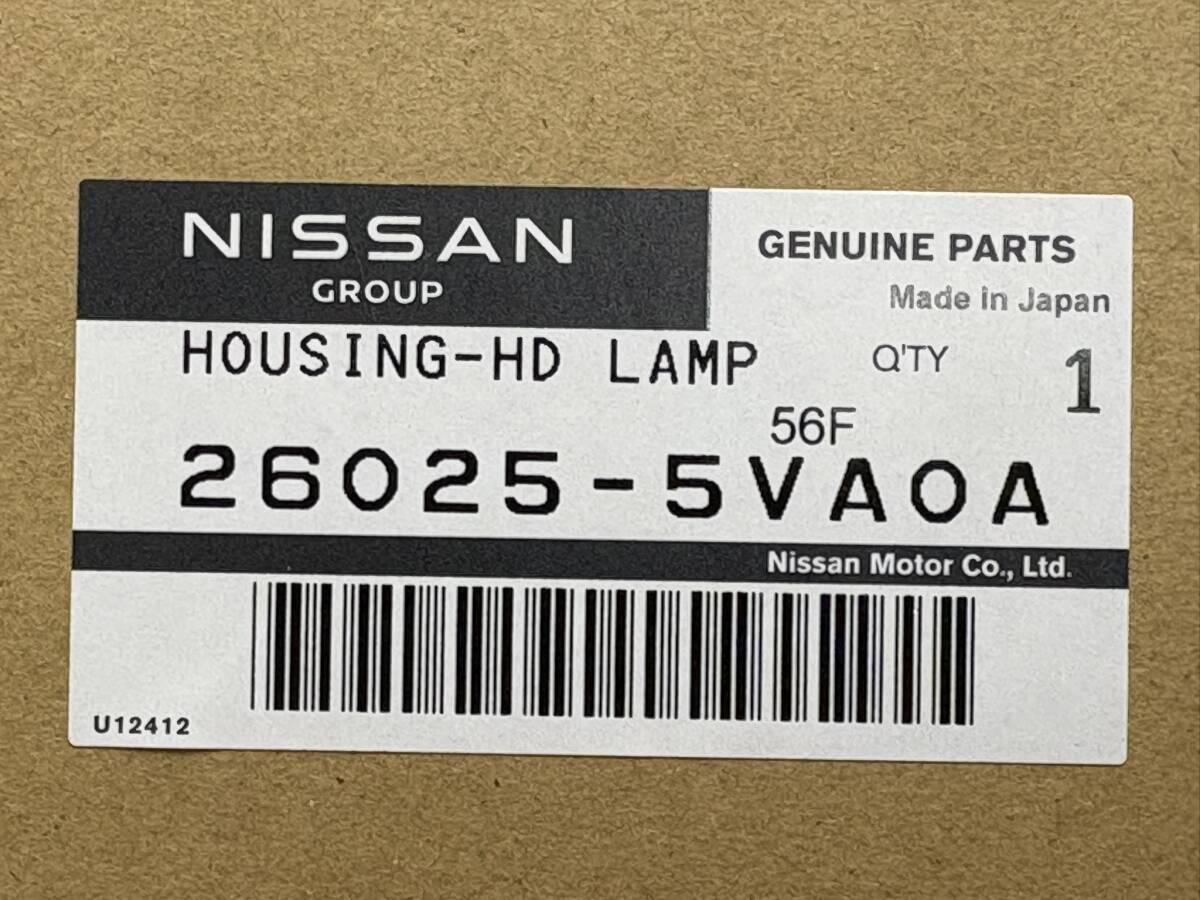 NISSAN
GROUP
GENUINE PARTS
Made in Japan
HOUSING-HD LAMP
Q'TY 1
56F
26025-5VA0A
Nissan Motor Co., Ltd.
U12412